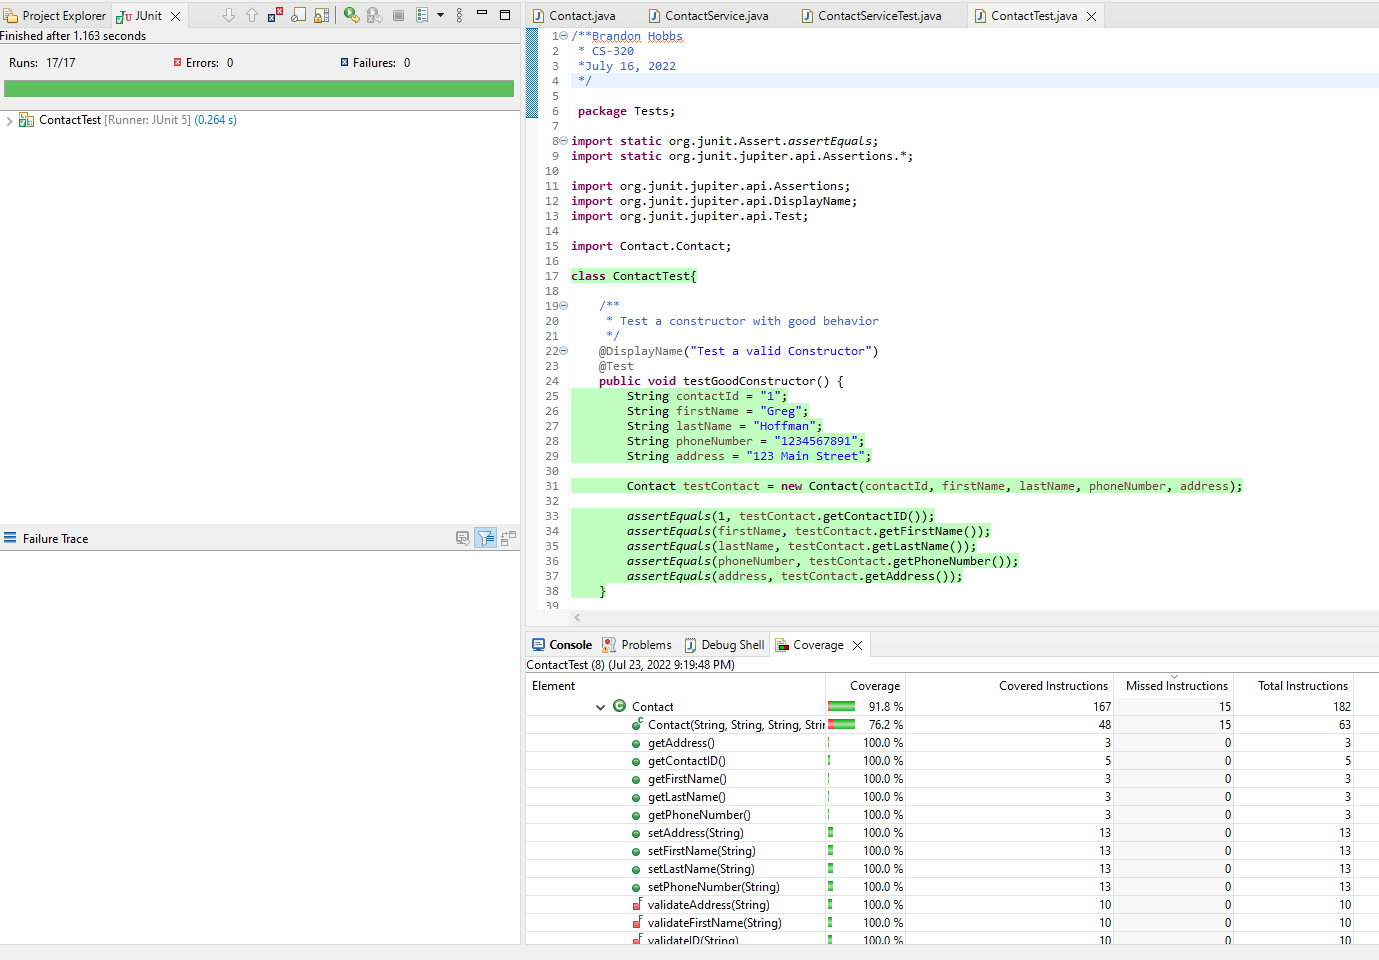 Project Explorer
JUnit
Finished after 1.163 seconds
Runs: 17/17
Errors: 0
Failures: 0
ContactTest [Runner: JUnit 5] (0.264 s)
Failure Trace
Contact.java
ContactService.java
ContactServiceTest.java
ContactTest.java
1 /**Brandon Hobbs
2 * CS-320
3 *July 16, 2022
4 */
5
6 package Tests;
7
8 import static org.junit.Assert.assertEquals;
9 import static org.junit.jupiter.api.Assertions.*;
10
11 import org.junit.jupiter.api.Assertions;
12 import org.junit.jupiter.api.DisplayName;
13 import org.junit.jupiter.api.Test;
14
15 import Contact.Contact;
16
17 class ContactTest{
18
19 /**
20 * Test a constructor with good behavior
21 */
22 @DisplayName("Test a valid Constructor")
23 @Test
24 public void testGoodConstructor() {
25 String contactId = "1";
26 String firstName = "Greg";
27 String lastName = "Hoffman";
28 String phoneNumber = "1234567891";
29 String address = "123 Main Street";
30
31 Contact testContact = new Contact(contactId, firstName, lastName, phoneNumber, address);
32
33 assertEquals(1, testContact.getContactID());
34 assertEquals(firstName, testContact.getFirstName());
35 assertEquals(lastName, testContact.getLastName());
36 assertEquals(phoneNumber, testContact.getPhoneNumber());
37 assertEquals(address, testContact.getAddress());
38 }
39
Console
Problems
Debug Shell
Coverage
ContactTest (8) (Jul 23, 2022 9:19:48 PM)
Element Coverage Covered Instructions Missed Instructions Total Instructions
Contact 91.8 % 167 15 182
Contact(String, String, String, Strin 76.2 % 48 15 63
getAddress() 100.0 % 3 0 3
getContactID() 100.0 % 5 0 5
getFirstName() 100.0 % 3 0 3
getLastName() 100.0 % 3 0 3
getPhoneNumber() 100.0 % 3 0 3
setAddress(String) 100.0 % 13 0 13
setFirstName(String) 100.0 % 13 0 13
setLastName(String) 100.0 % 13 0 13
setPhoneNumber(String) 100.0 % 13 0 13
validateAddress(String) 100.0 % 10 0 10
validateFirstName(String) 100.0 % 10 0 10
validateID(String) 100.0 % 10 0 10